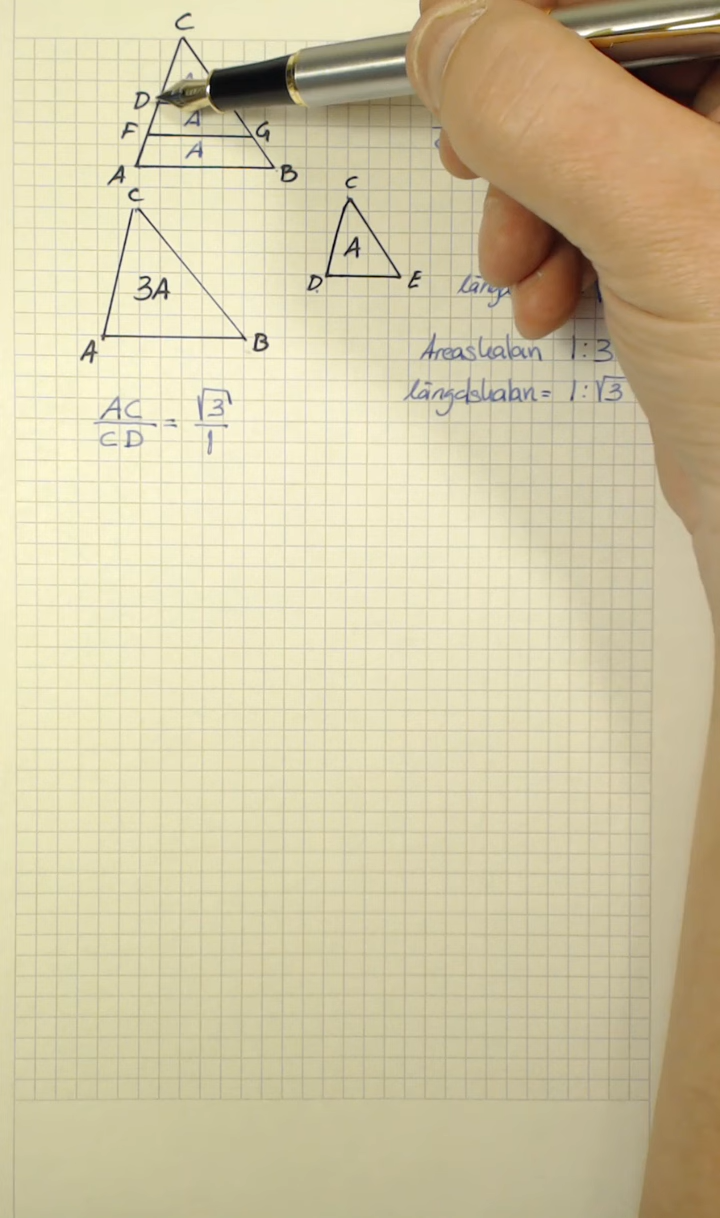 C
D
A
F
G
A
A
B
C
C
A
3A
D
E
A
B
Areaskalan 1:3
längdskalan = 1:√3
AC/CD = √3/1